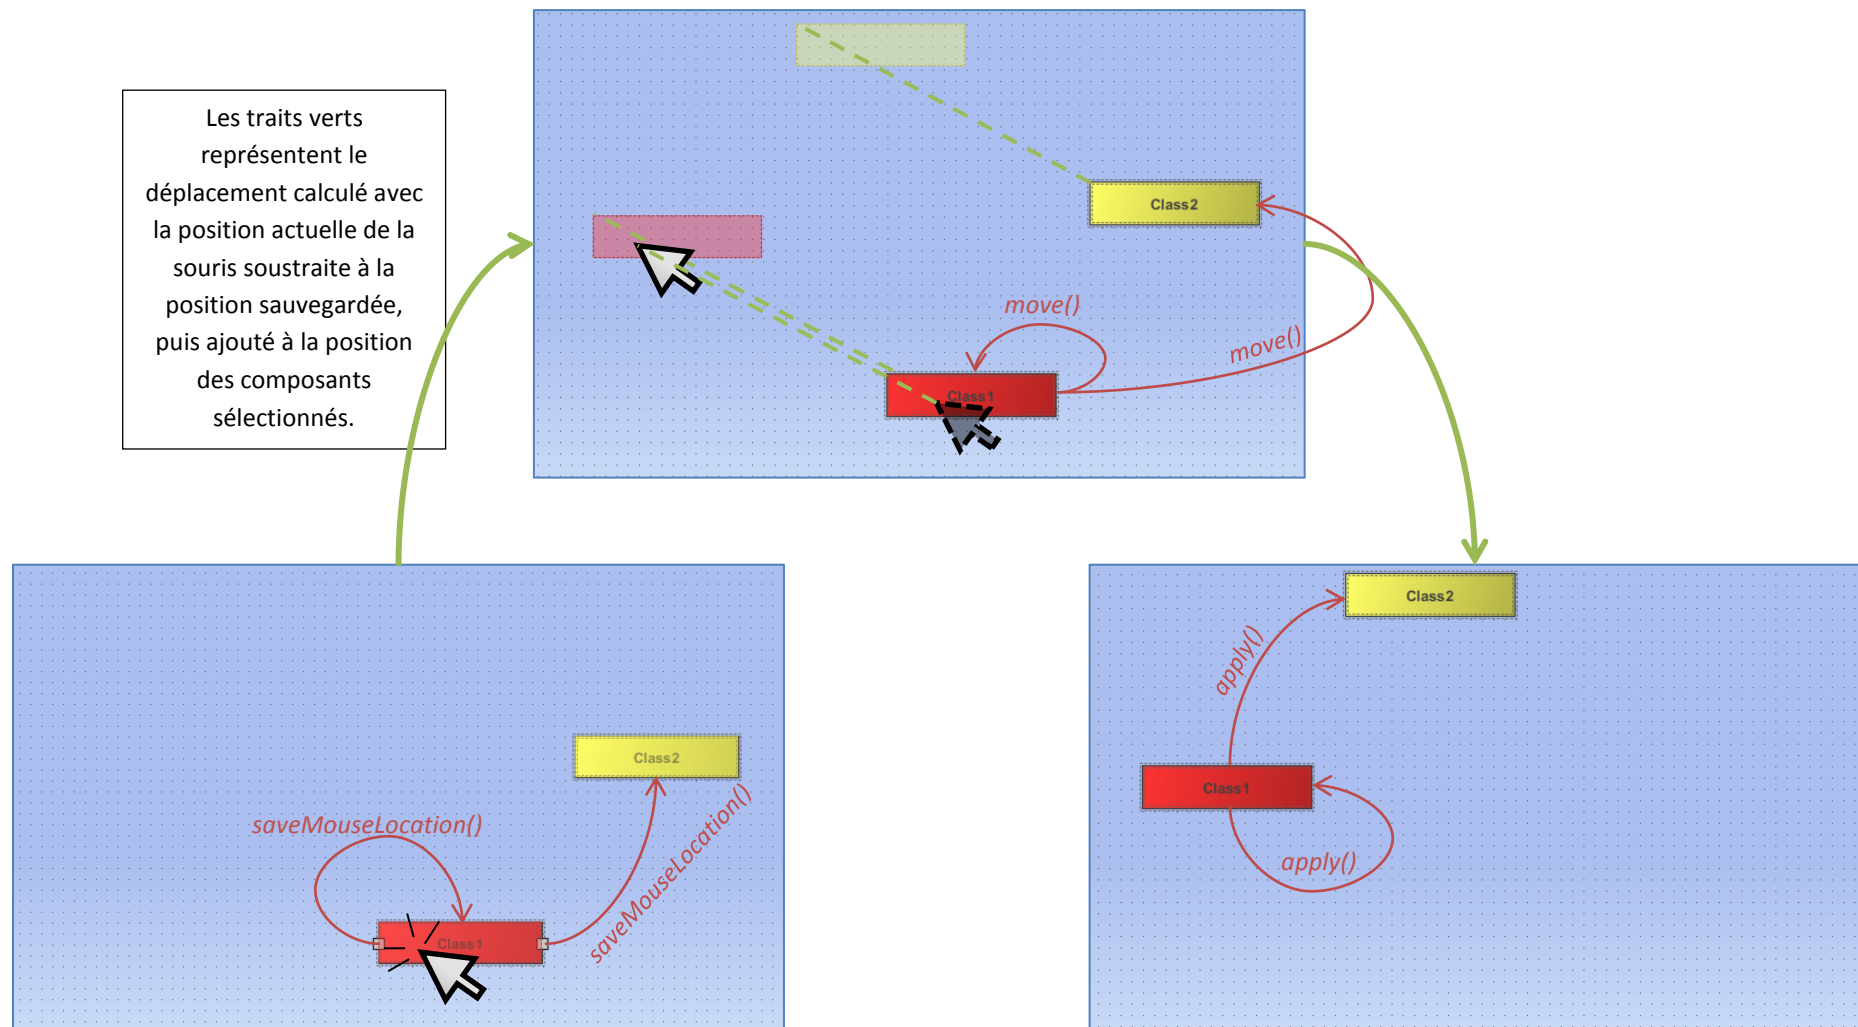 Les traits verts
représentent le
déplacement calculé avec
la position actuelle de la
souris soustraite à la
position sauvegardée,
puis ajouté à la position
des composants
sélectionnés.
Class2
move()
move()
Class1
Class2
saveMouseLocation()
saveMouseLocation()
Class1
Class2
apply()
Class1
apply()